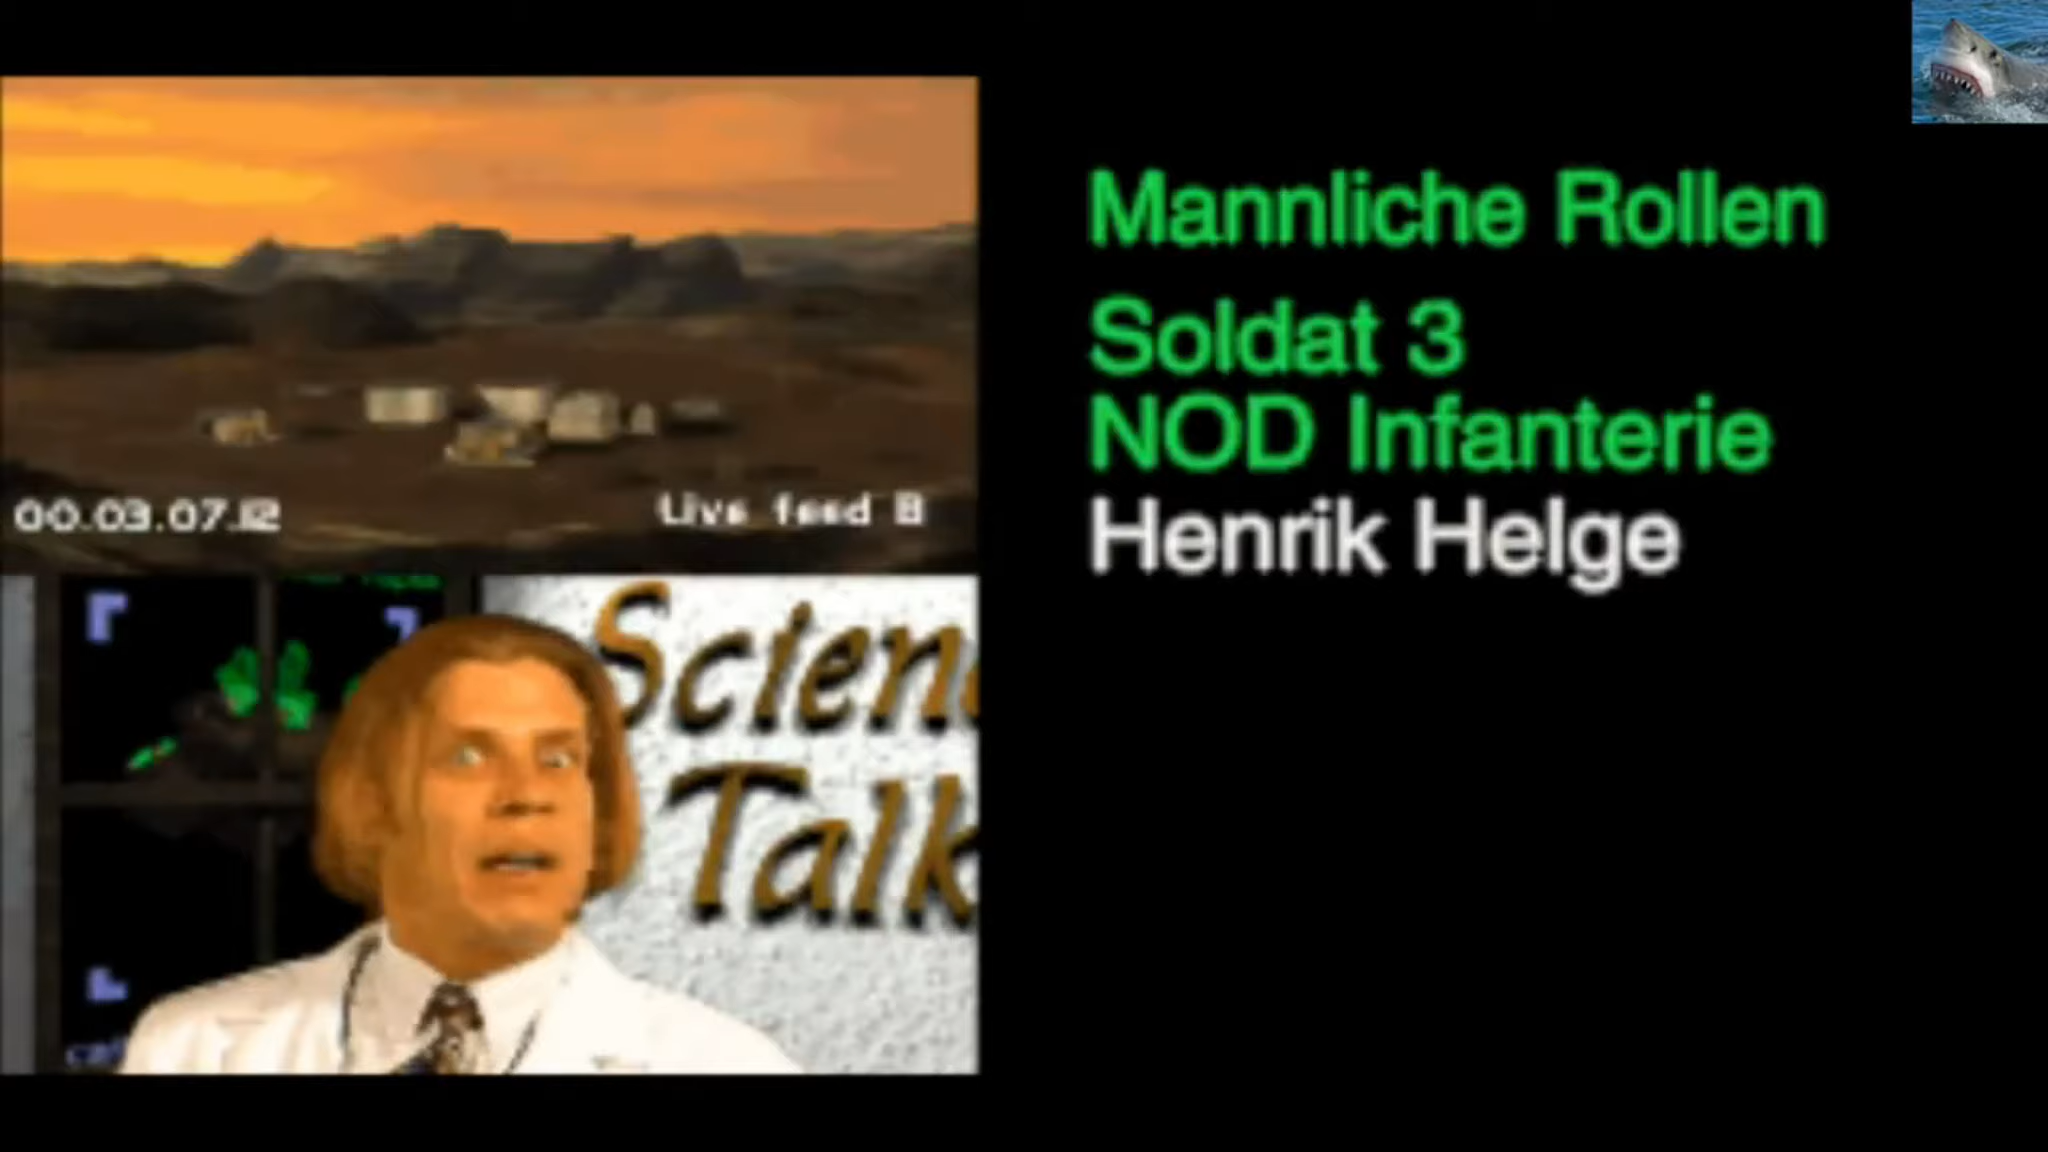 Mannliche Rollen
Soldat 3
NOD Infanterie
Henrik Helge
00.03.07.12
Live feed B
Scien
Talk